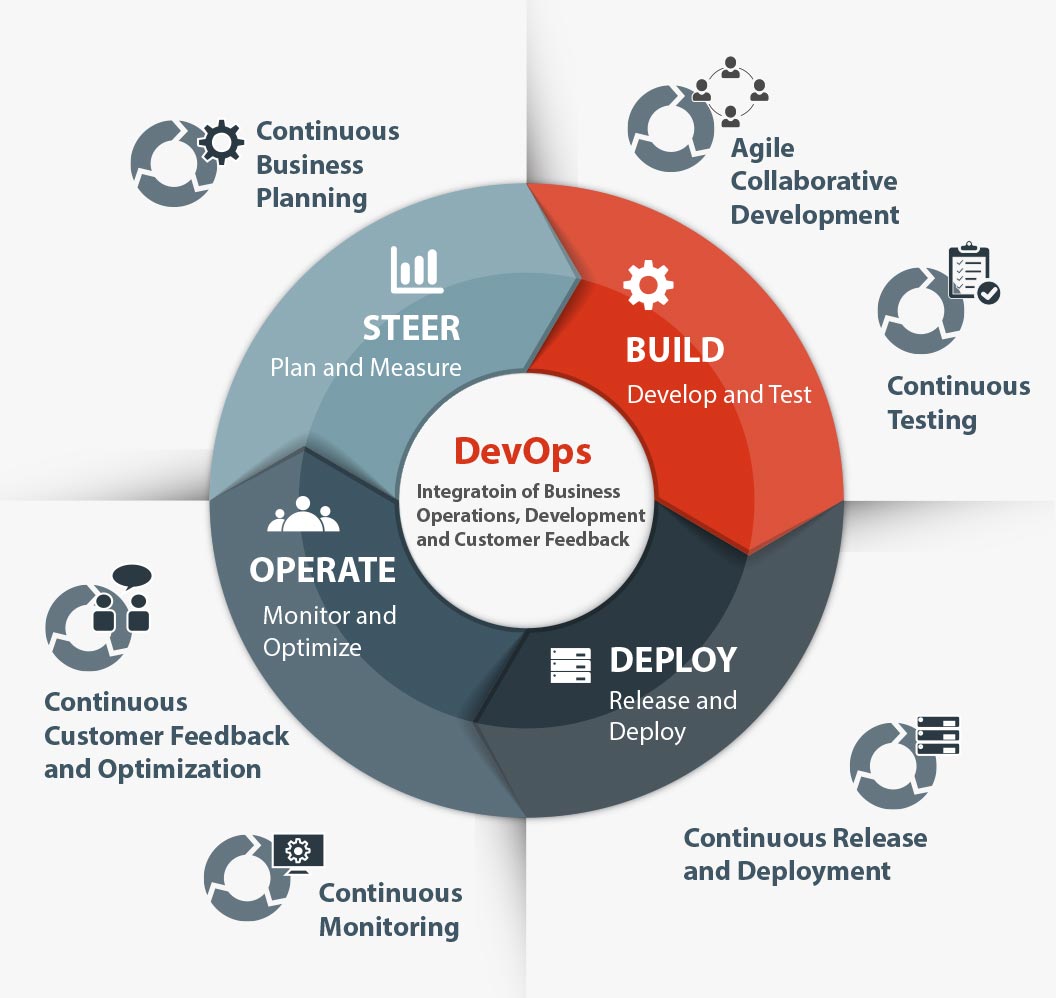 Continuous
Business
Planning
Agile
Collaborative
Development
Continuous
Testing
STEER
Plan and Measure
BUILD
Develop and Test
DevOps
Integratoin of Business
Operations, Development
and Customer Feedback
OPERATE
Monitor and
Optimize
DEPLOY
Release and
Deploy
Continuous
Customer Feedback
and Optimization
Continuous Release
and Deployment
Continuous
Monitoring